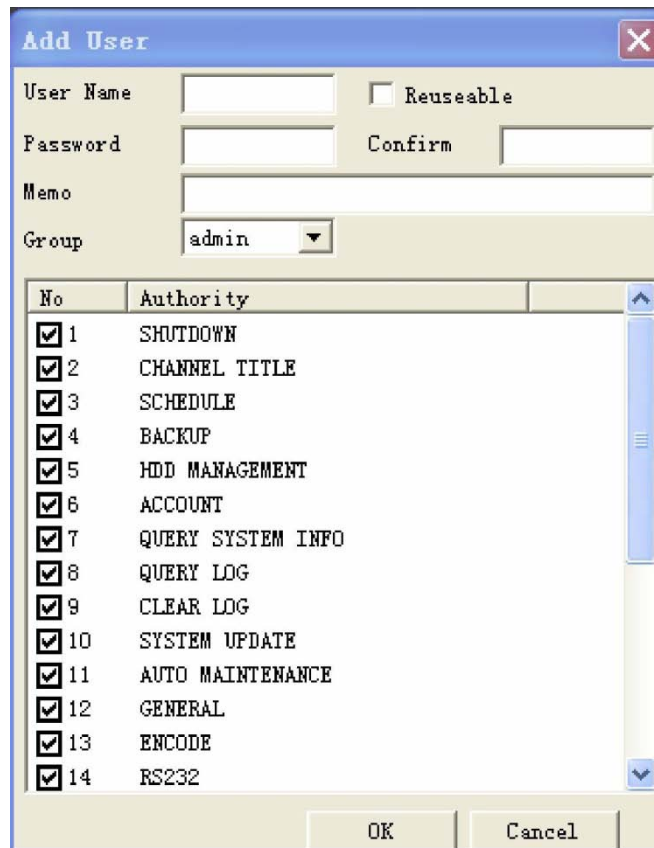 Add User
User Name Reuseable
Password Confirm
Memo
Group admin
No Authority
1 SHUTDOWN
2 CHANNEL TITLE
3 SCHEDULE
4 BACKUP
5 HDD MANAGEMENT
6 ACCOUNT
7 QUERY SYSTEM INFO
8 QUERY LOG
9 CLEAR LOG
10 SYSTEM UPDATE
11 AUTO MAINTENANCE
12 GENERAL
13 ENCODE
14 RS232
OK Cancel